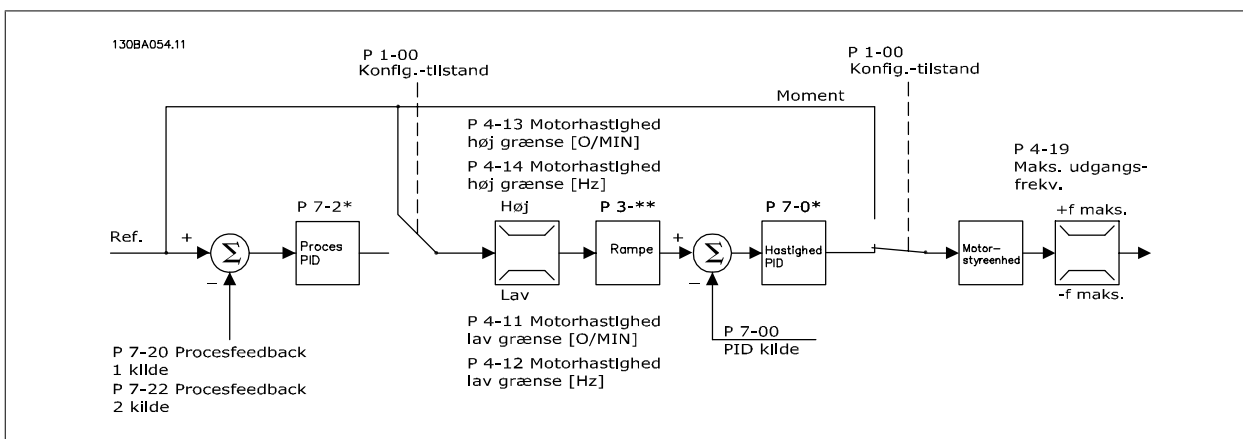 130BA054.11
P 1-00
Konfig.-tilstand
P 1-00
Konfig.-tilstand
Moment
P 4-13 Motorhastighed
høj grænse [O/MIN]
P 4-14 Motorhastighed
høj grænse [Hz]
P 4-19
Maks. udgangs-
frekv.
P 7-2*
Høj
P 3-**
P 7-0*
+f maks.
Ref.
+
Σ
−
Proces
PID
Rampe
+
Σ
−
Hastighed
PID
Motor-
styreenhed
Lav
-f maks.
P 4-11 Motorhastighed
lav grænse [O/MIN]
P 4-12 Motorhastighed
lav grænse [Hz]
P 7-00
PID kilde
P 7-20 Procesfeedback
1 kilde
P 7-22 Procesfeedback
2 kilde